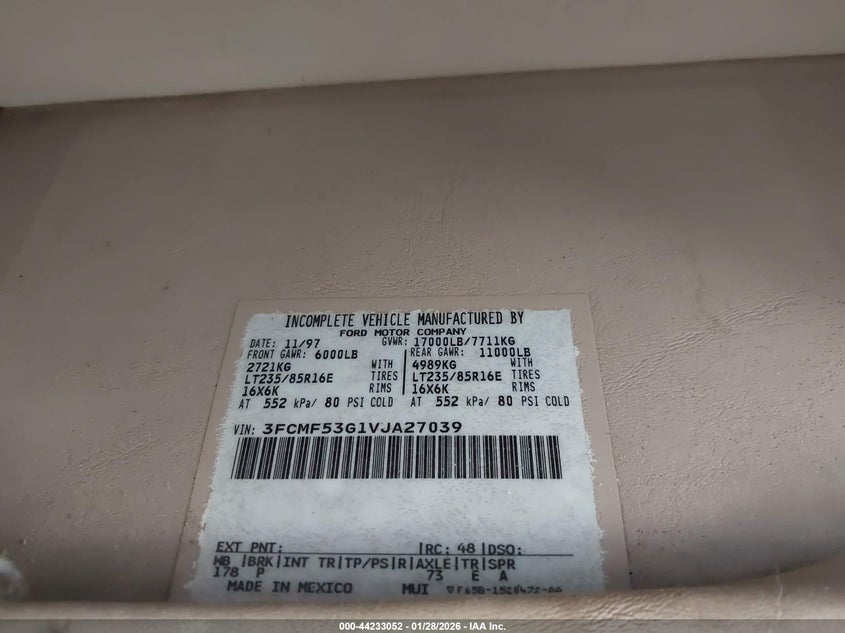 INCOMPLETE VEHICLE MANUFACTURED BY
FORD MOTOR COMPANY
DATE: 11/97 GVWR: 17000LB/7711KG
FRONT GAWR: 6000LB REAR GAWR: 11000LB
2721KG WITH 4989KG WITH
LT235/85R16E TIRES LT235/85R16E TIRES
16X6K RIMS 16X6K RIMS
AT 552 kPa/ 80 PSI COLD AT 552 kPa/ 80 PSI COLD
VIN: 3FCMF53G1VJA27039
EXT PNT: RC: 48 DSO:
WB BRK INT TR TP/PS R AXLE TR SPR
178 P 73 E A
MADE IN MEXICO MUI
000-44233052 - 01/28/2026 - IAA Inc.